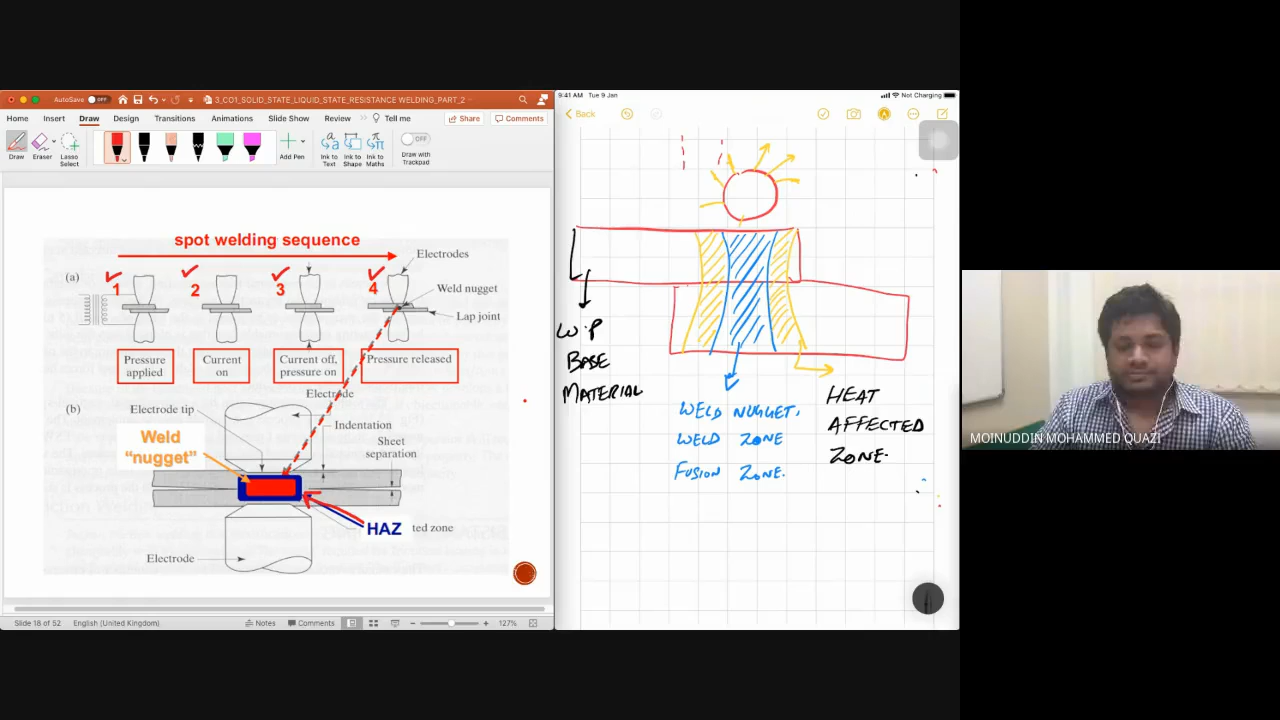 AutoSave OFF
3_CO1_SOLID_STATE_LIQUID_STATE_RESISTANCE WELDING_PART_2
Home Insert Draw Design Transitions Animations Slide Show Review Tell me Share Comments
Draw Eraser Lasso Select Add Pen Ink to Text Ink to Shape Ink to Maths OFF Draw with Trackpad
spot welding sequence
(a)
1 2 3 4
Electrodes
Weld nugget
Lap joint
Pressure applied
Current on
Current off, pressure on
Pressure released
(b)
Electrode
Electrode tip
Indentation
Sheet separation
Weld "nugget"
HAZ
ted zone
Electrode
Slide 18 of 52 English (United Kingdom) Notes Comments 127%
9:41 AM Tue 9 Jan
Not Charging
Back
W.P
BASE
MATERIAL
WELD NUGGET,
WELD ZONE
FUSION ZONE.
HEAT
AFFECTED
ZONE.
MOINUDDIN MOHAMMED QUAZI